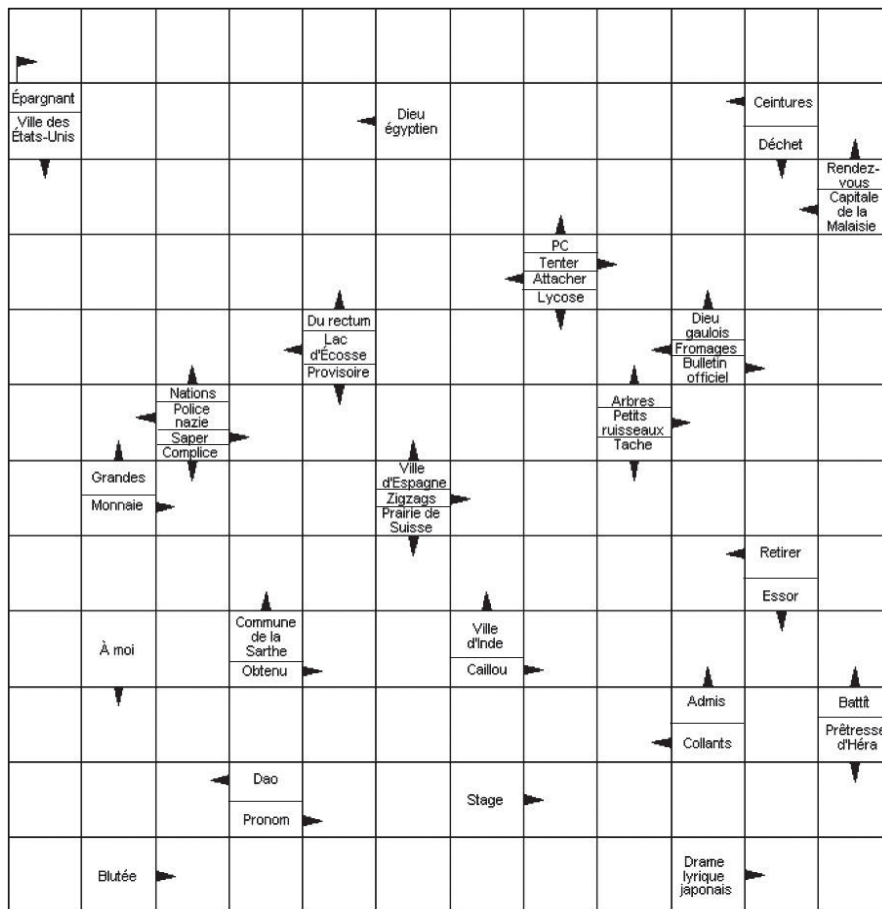 Épargnant
Ville des
États-Unis
Dieu
égyptien
Ceintures
Déchet
Rendez-
vous
Capitale
de la
Malaisie
PC
Tenter
Attacher
Lycose
Du rectum
Lac
d'Écosse
Provisoire
Dieu
gaulois
Fromages
Bulletin
officiel
Nations
Police
nazie
Saper
Complice
Arbres
Petits
ruisseaux
Tache
Grandes
Monnaie
Ville
d'Espagne
Zigzags
Prairie de
Suisse
Retirer
Essor
À moi
Commune
de la
Sarthe
Obtenu
Ville
d'Inde
Caillou
Admis
Collants
Battît
Prêtresse
d'Héra
Dao
Pronom
Stage
Blutée
Drame
lyrique
japonais